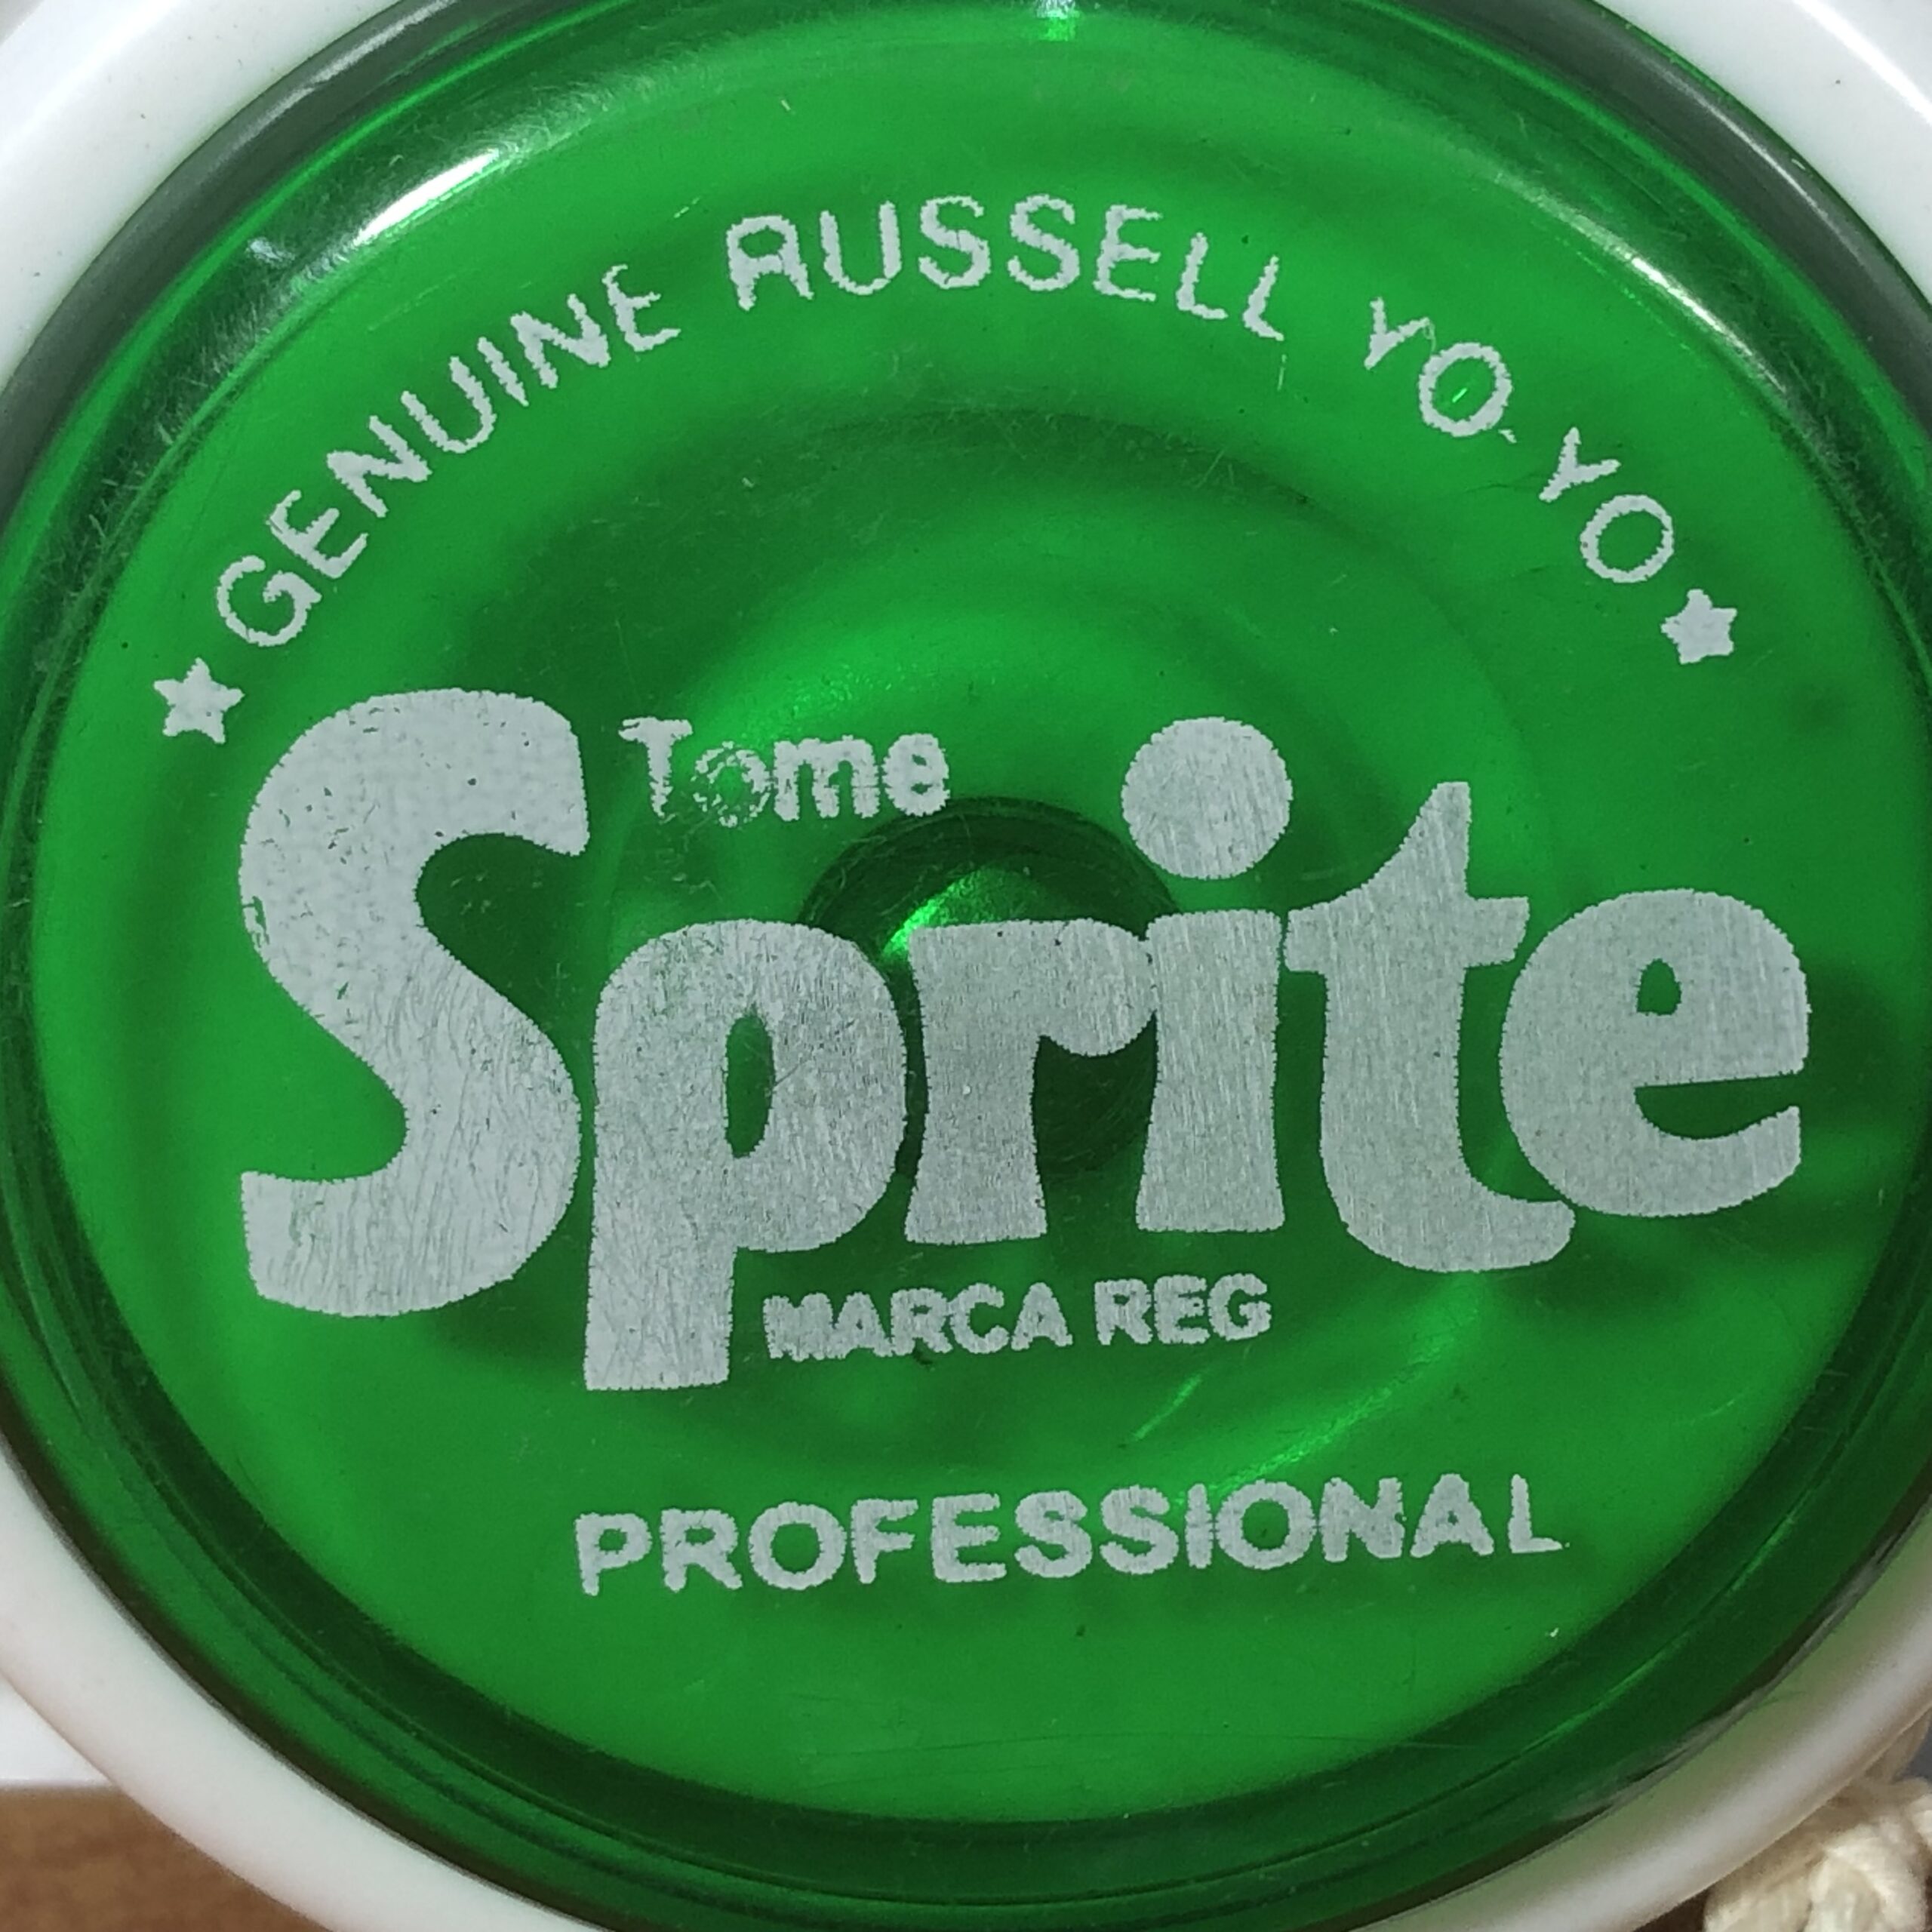 ★ GENUINE RUSSELL YO-YO ★
Tome
Sprite
MARCA REG
PROFESSIONAL